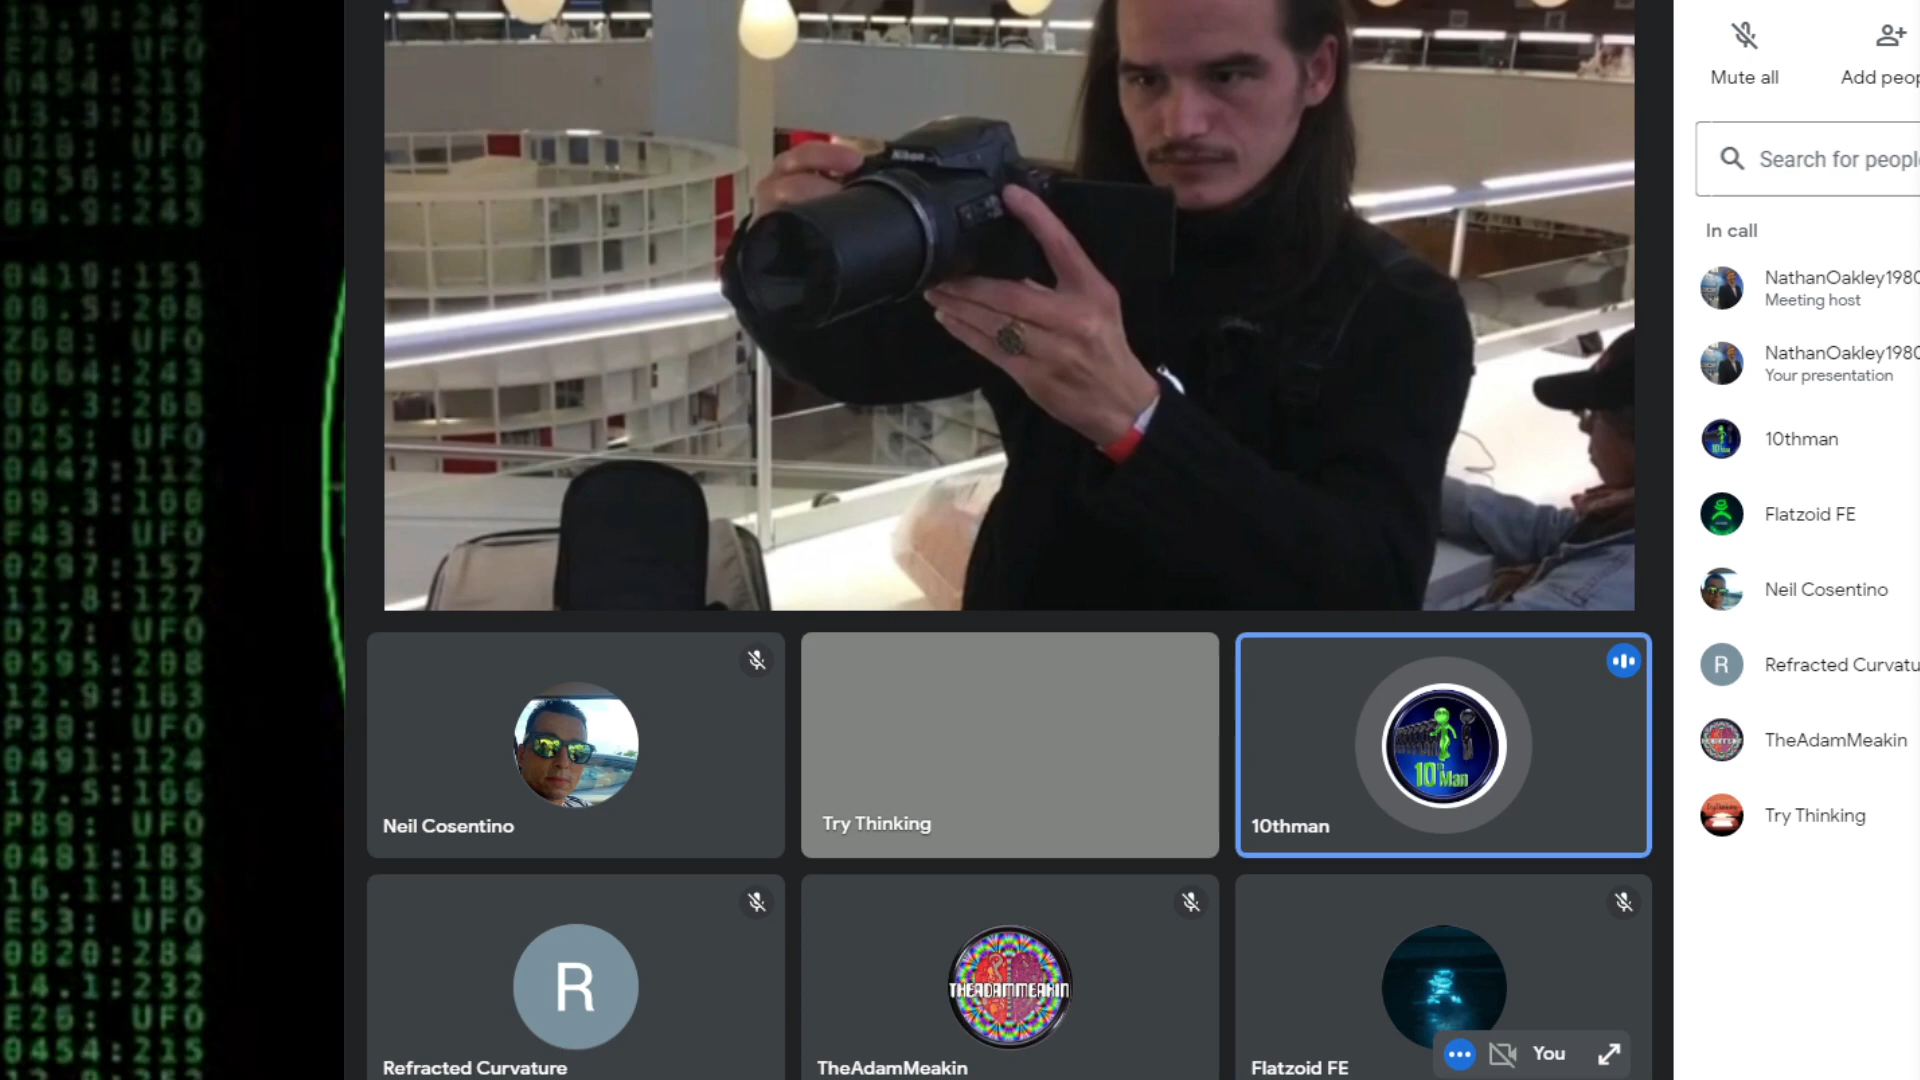 13.9:241
E28: UFO
0454:215
13.3:251
U18: UFO
0256:253
09.9:245
0419:151
08.5:208
Z68: UFO
0664:243
06.3:268
D25: UFO
0447:112
09.3:166
F43: UFO
0297:157
11.8:127
D27: UFO
0595:208
12.9:163
P38: UFO
0491:124
17.5:166
P89: UFO
0481:183
16.1:185
E53: UFO
0820:284
14.1:232
E26: UFO
0454:215
Nikon
Mute all
Add peop
Search for peopl
In call
NathanOakley1980
Meeting host
NathanOakley1980
Your presentation
10thman
Flatzoid FE
Neil Cosentino
R
Refracted Curvatu
TheAdamMeakin
Try Thinking
Neil Cosentino
Try Thinking
10th Man
10thman
R
Refracted Curvature
THEADAMMEAKIN
TheAdamMeakin
Flatzoid FE
You